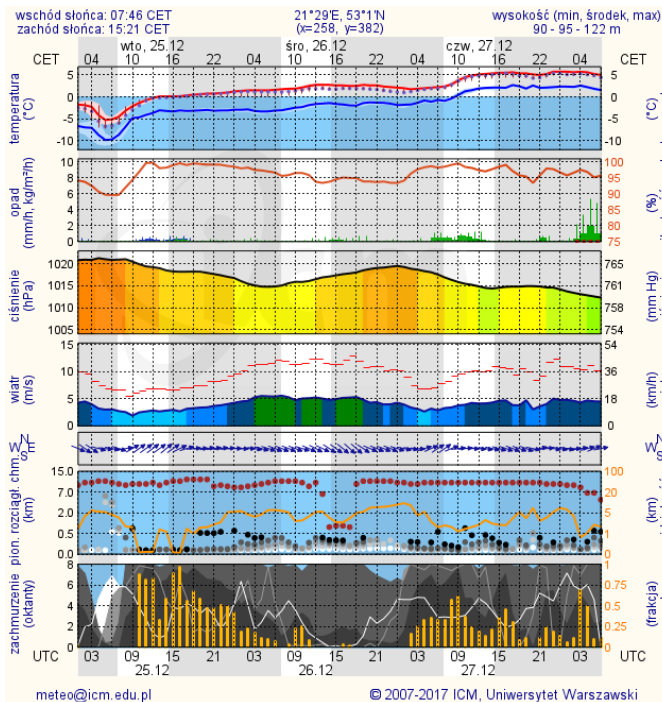 wschód słońca: 07:46 CET
zachód słońca: 15:21 CET
21°29'E, 53°1'N
(x=258, y=382)
wysokość (min, środek, max)
90 - 95 - 122 m
wto, 25.12 śro, 26.12 czw, 27.12
CET 04 10 16 22 04 10 16 22 04 10 16 22 04 CET
temperatura
(°C)
5 0 -5 -10
5 0 -5 -10
(°C)
opad
(mm/h, kg/m²/h)
10 8 6 4 2 0
100 95 90 85 80 75
(%)
ciśnienie
(hPa)
1020 1015 1010 1005
765 761 758 754
(mm Hg)
wiatr
(m/s)
15 10 5 0
54 36 18 0
(km/h)
N
W E
S
pion. rozciągł. chm.
(km)
15.0 7.0 2.0 0.5 0.0
100 20 5 1 0
(km)
zachmurzenie
(oktanty)
8 6 4 2 0
1 0.75 0.5 0.25 0
(frakcja)
UTC 03 09 15 21 03 09 15 21 03 09 15 21 03 UTC
25.12 26.12 27.12
meteo@icm.edu.pl
© 2007-2017 ICM, Uniwersytet Warszawski